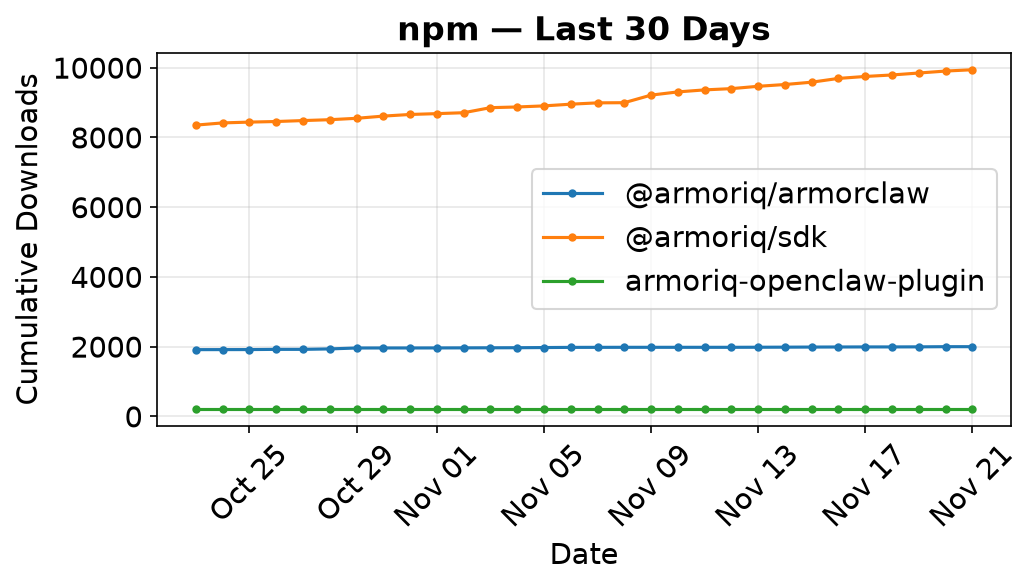 npm — Last 30 Days
Cumulative Downloads
10000
8000
6000
4000
2000
0
@armoriq/armorclaw
@armoriq/sdk
armoriq-openclaw-plugin
Oct 25
Oct 29
Nov 01
Nov 05
Nov 09
Nov 13
Nov 17
Nov 21
Date